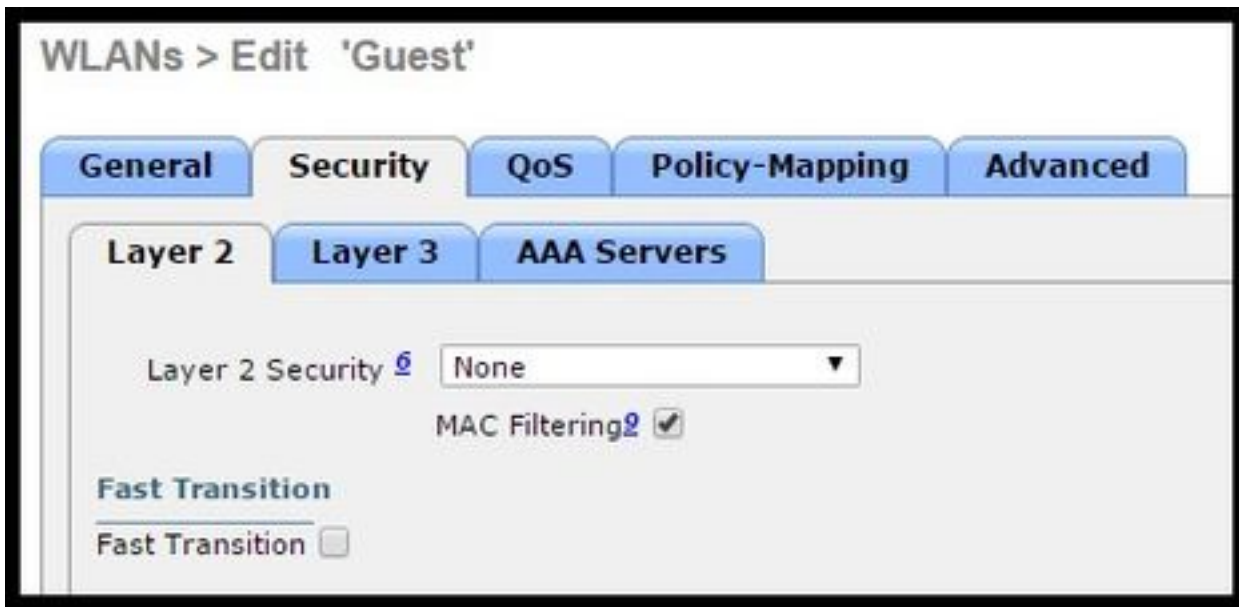 WLANs > Edit 'Guest'
General Security QoS Policy-Mapping Advanced
Layer 2 Layer 3 AAA Servers
Layer 2 Security 6 None
MAC Filtering9
Fast Transition
Fast Transition